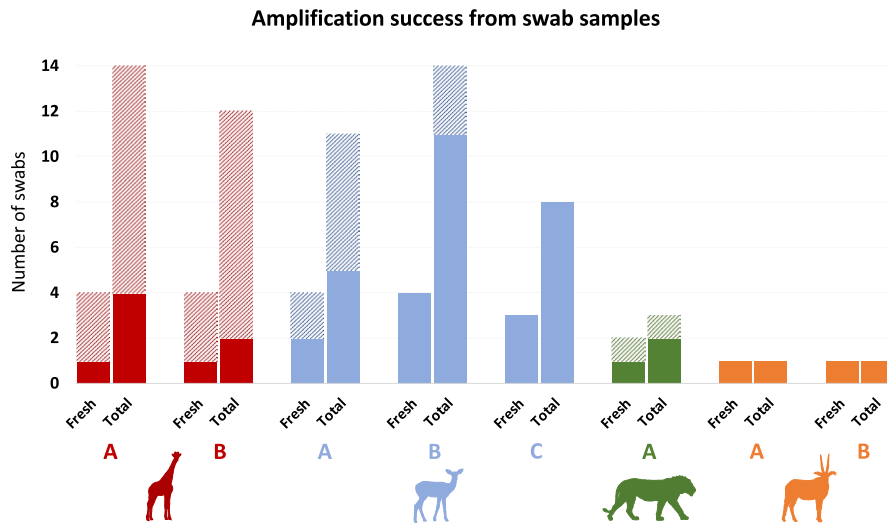 Amplification success from swab samples
Number of swabs
14
12
10
8
6
4
2
0
Fresh Total Fresh Total Fresh Total Fresh Total Fresh Total Fresh Total Fresh Total Fresh Total
A B A B C A A B